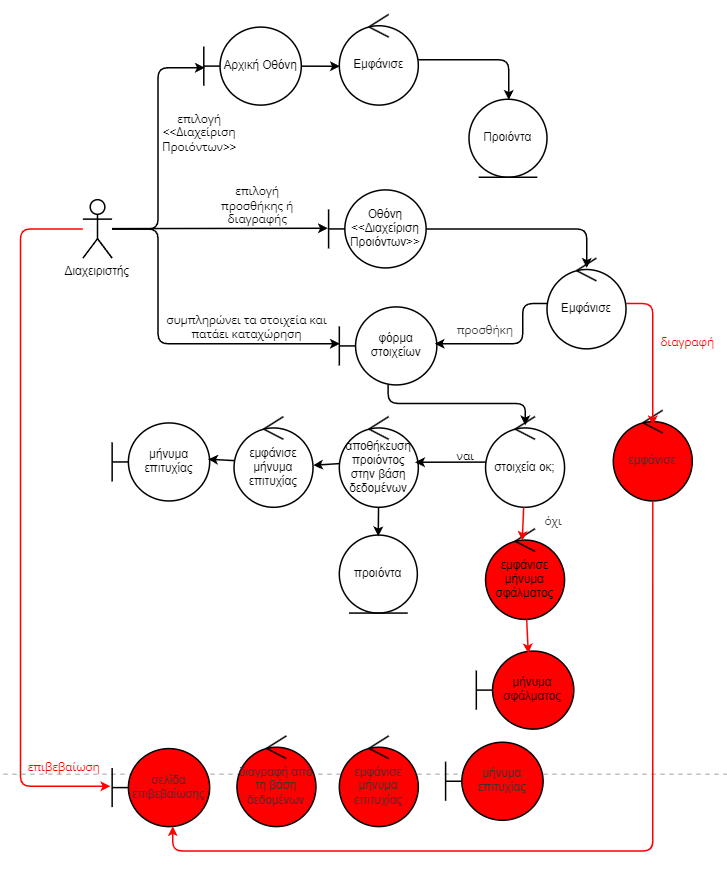 Αρχική Οθόνη
Εμφάνισε
Προιόντα
επιλογή
<<Διαχείριση
Προιόντων>>
Διαχειριστής
επιλογή
προσθήκης ή
διαγραφής
Οθόνη
<<Διαχείριση
Προιόντων>>
Εμφάνισε
συμπληρώνει τα στοιχεία και
πατάει καταχώρηση
φόρμα
στοιχείων
προσθήκη
διαγραφή
μήνυμα
επιτυχίας
εμφάνισε
μήνυμα
επιτυχίας
αποθήκευση
προιόντος
στην βάση
δεδομένων
ναι
στοιχεία οκ;
εμφάνισε
όχι
προιόντα
εμφάνισε
μήνυμα
σφάλματος
μήνυμα
σφάλματος
επιβεβαίωση
σελίδα
επιβεβαίωσης
διαγραφή από
τη βάση
δεδομένων
εμφάνισε
μήνυμα
επιτυχίας
μήνυμα
επιτυχίας